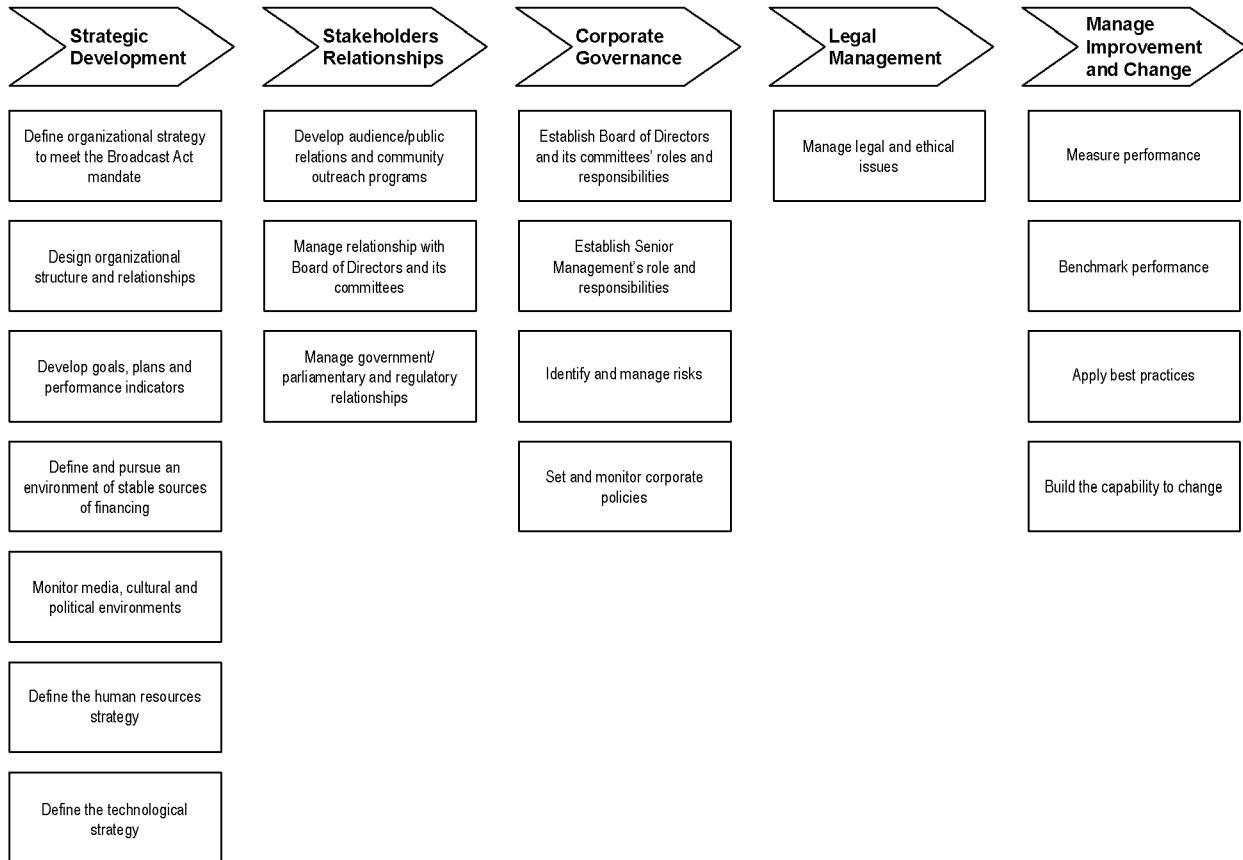 Strategic
Development
Stakeholders
Relationships
Corporate
Governance
Legal
Management
Manage
Improvement
and Change
Define organizational strategy
to meet the Broadcast Act
mandate
Design organizational
structure and relationships
Develop goals, plans and
performance indicators
Define and pursue an
environment of stable sources
of financing
Monitor media, cultural and
political environments
Define the human resources
strategy
Define the technological
strategy
Develop audience/public
relations and community
outreach programs
Manage relationship with
Board of Directors and its
committees
Manage government/
parliamentary and regulatory
relationships
Establish Board of Directors
and its committees' roles and
responsibilities
Establish Senior
Management's role and
responsibilities
Identify and manage risks
Set and monitor corporate
policies
Manage legal and ethical
issues
Measure performance
Benchmark performance
Apply best practices
Build the capability to change